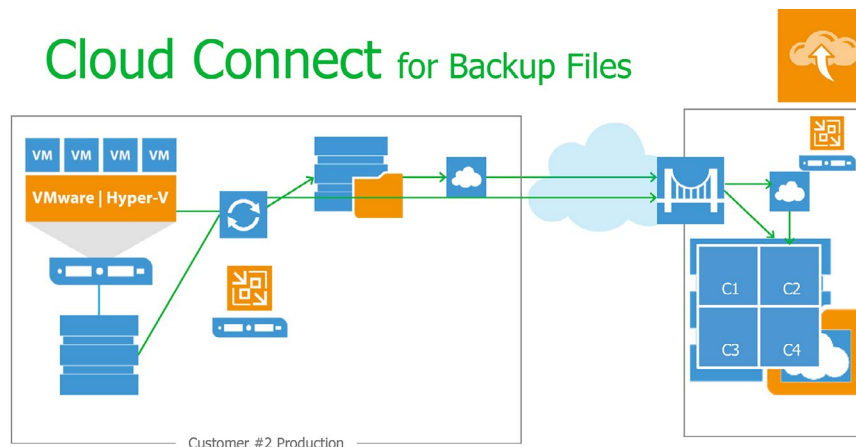 Cloud Connect for Backup Files
VM VM VM VM
VMware | Hyper-V
C1 C2
C3 C4
Customer #2 Production